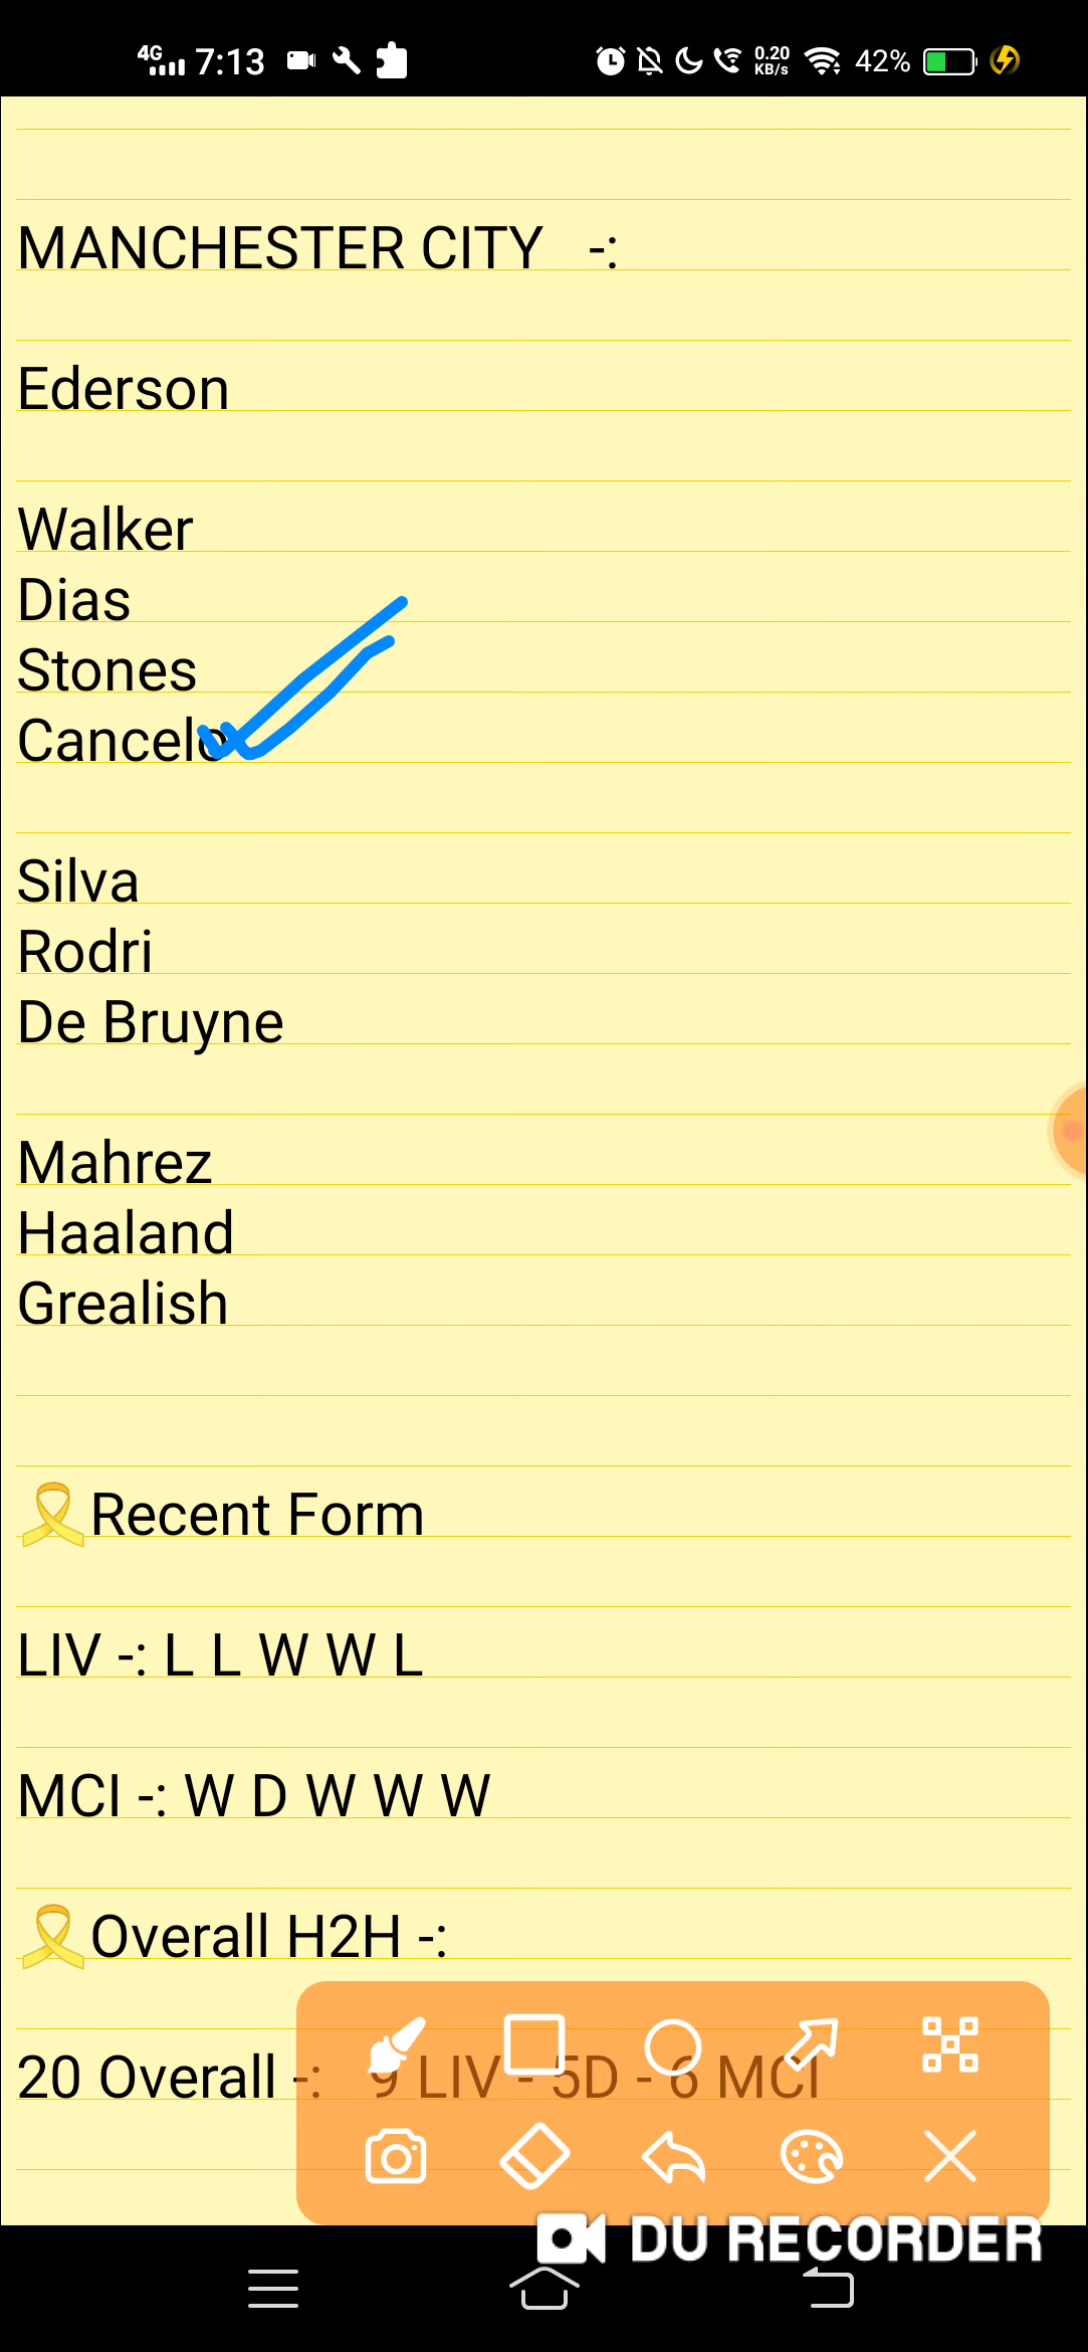 4G 7:13 0.20 KB/s 42%
MANCHESTER CITY -:
Ederson
Walker
Dias
Stones
Cancelo
Silva
Rodri
De Bruyne
Mahrez
Haaland
Grealish
Recent Form
LIV -: L L W W L
MCI -: W D W W W
Overall H2H -:
20 Overall -: 9 LIV - 5D - 6 MCI
DU RECORDER